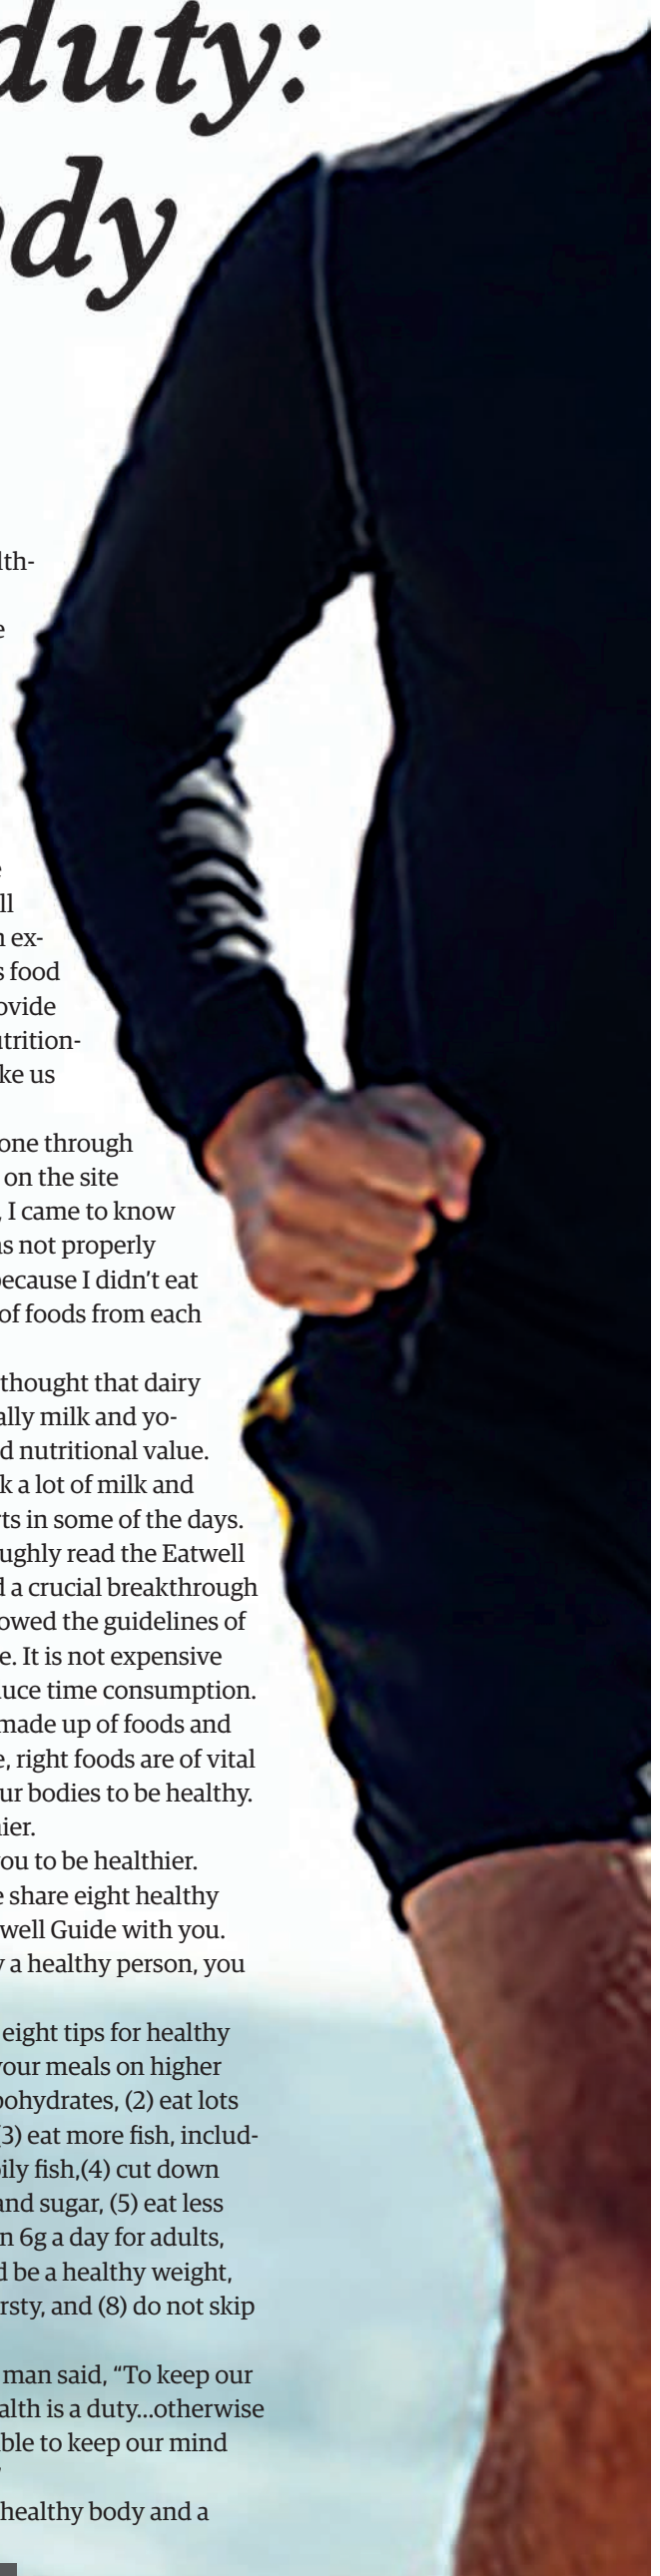 duty:
dy
lth-
e
e
ll
n ex-
s food
ovide
utrition-
ke us
one through
on the site
, I came to know
as not properly
because I didn't eat
of foods from each
thought that dairy
ally milk and yo-
d nutritional value.
k a lot of milk and
rts in some of the days.
oughly read the Eatwell
d a crucial breakthrough
owed the guidelines of
e. It is not expensive
duce time consumption.
made up of foods and
e, right foods are of vital
ur bodies to be healthy.
ier.
you to be healthier.
e share eight healthy
well Guide with you.
y a healthy person, you
eight tips for healthy
your meals on higher
bohydrates, (2) eat lots
(3) eat more fish, includ-
oily fish,(4) cut down
and sugar, (5) eat less
n 6g a day for adults,
d be a healthy weight,
rsty, and (8) do not skip
man said, “To keep our
alth is a duty...otherwise
ble to keep our mind
”
healthy body and a